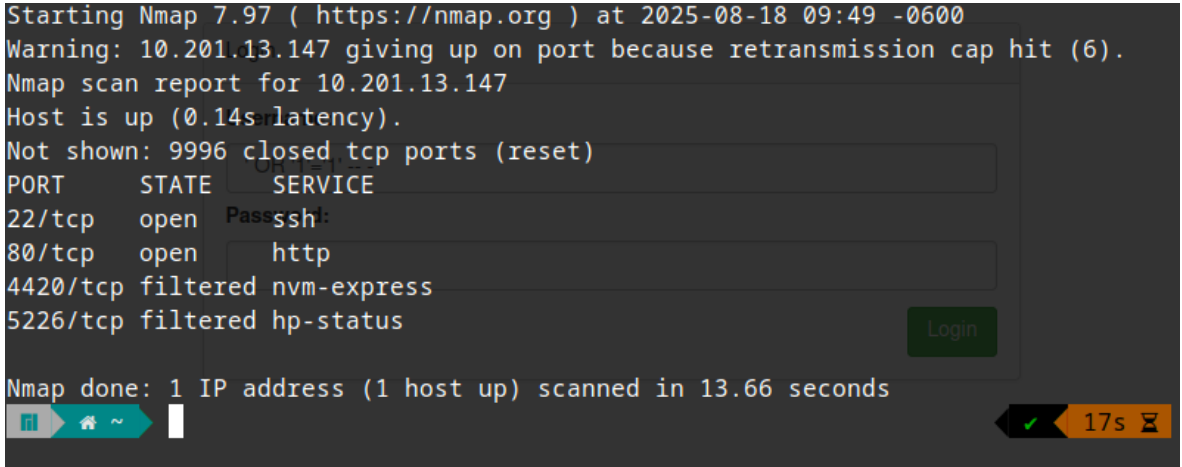 Starting Nmap 7.97 ( https://nmap.org ) at 2025-08-18 09:49 -0600
Warning: 10.201.13.147 giving up on port because retransmission cap hit (6).
Nmap scan report for 10.201.13.147
Host is up (0.14s latency).
Not shown: 9996 closed tcp ports (reset)
PORT     STATE    SERVICE
22/tcp   open     ssh
80/tcp   open     http
4420/tcp filtered nvm-express
5226/tcp filtered hp-status
Nmap done: 1 IP address (1 host up) scanned in 13.66 seconds
~
17s
Password:
Login